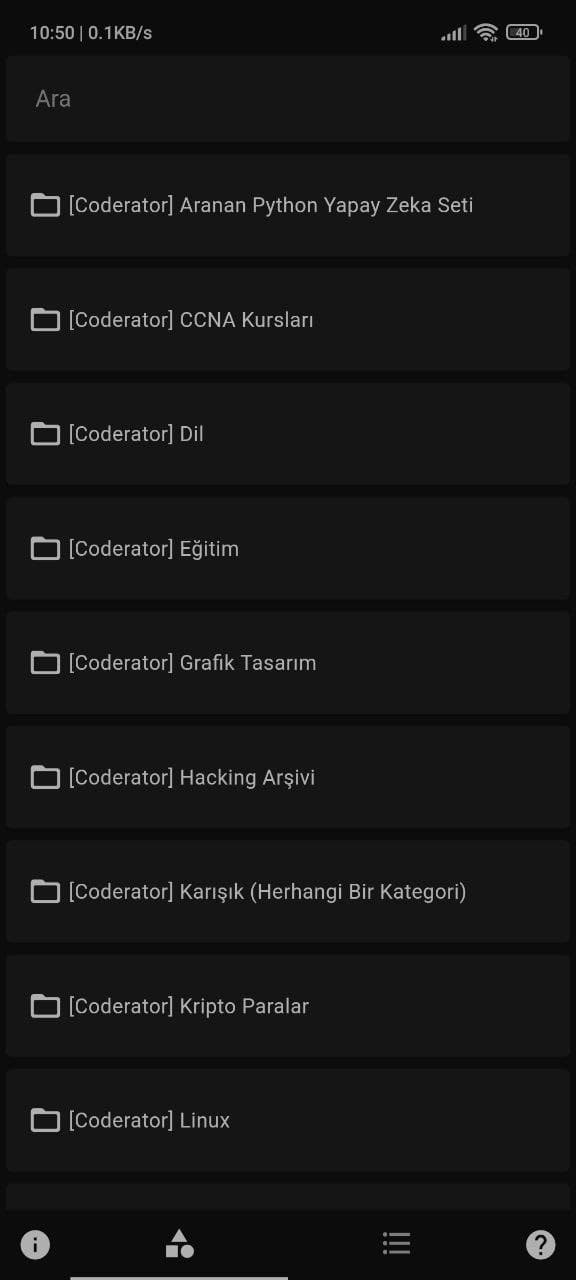 10:50 | 0.1KB/s
40
Ara
[Coderator] Aranan Python Yapay Zeka Seti
[Coderator] CCNA Kursları
[Coderator] Dil
[Coderator] Eğitim
[Coderator] Grafik Tasarım
[Coderator] Hacking Arşivi
[Coderator] Karışık (Herhangi Bir Kategori)
[Coderator] Kripto Paralar
[Coderator] Linux